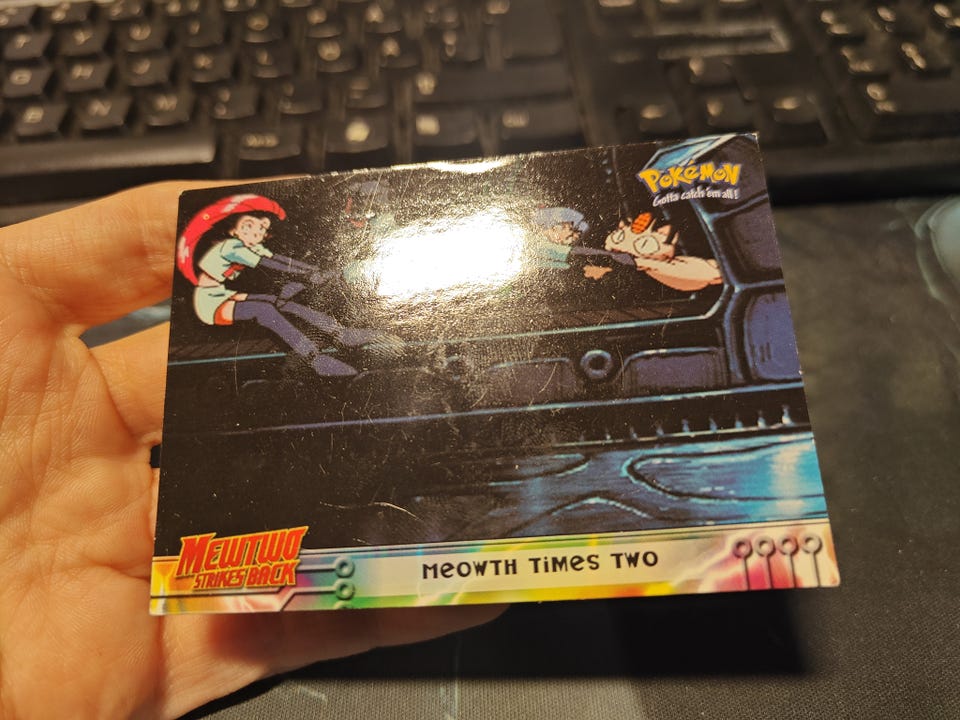 POKéMON
Gotta catch 'em all!
MEWTWO
STRIKES BACK
MEOWTH TiMES TWO